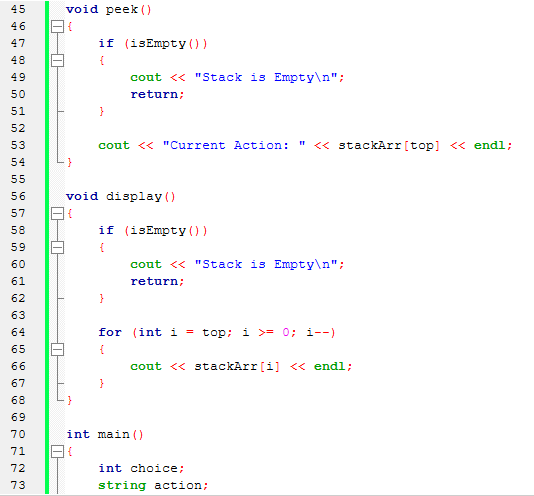 45 void peek()
46 {
47     if (isEmpty())
48     {
49         cout << "Stack is Empty\n";
50         return;
51     }
52
53     cout << "Current Action: " << stackArr[top] << endl;
54 }
55
56 void display()
57 {
58     if (isEmpty())
59     {
60         cout << "Stack is Empty\n";
61         return;
62     }
63
64     for (int i = top; i >= 0; i--)
65     {
66         cout << stackArr[i] << endl;
67     }
68 }
69
70 int main()
71 {
72     int choice;
73     string action;